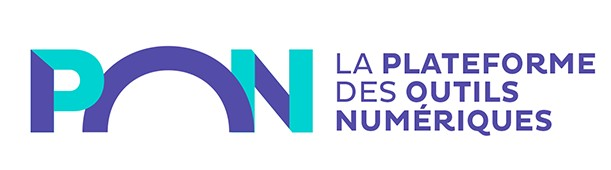 PON
LA PLATEFORME
DES OUTILS
NUMÉRIQUES